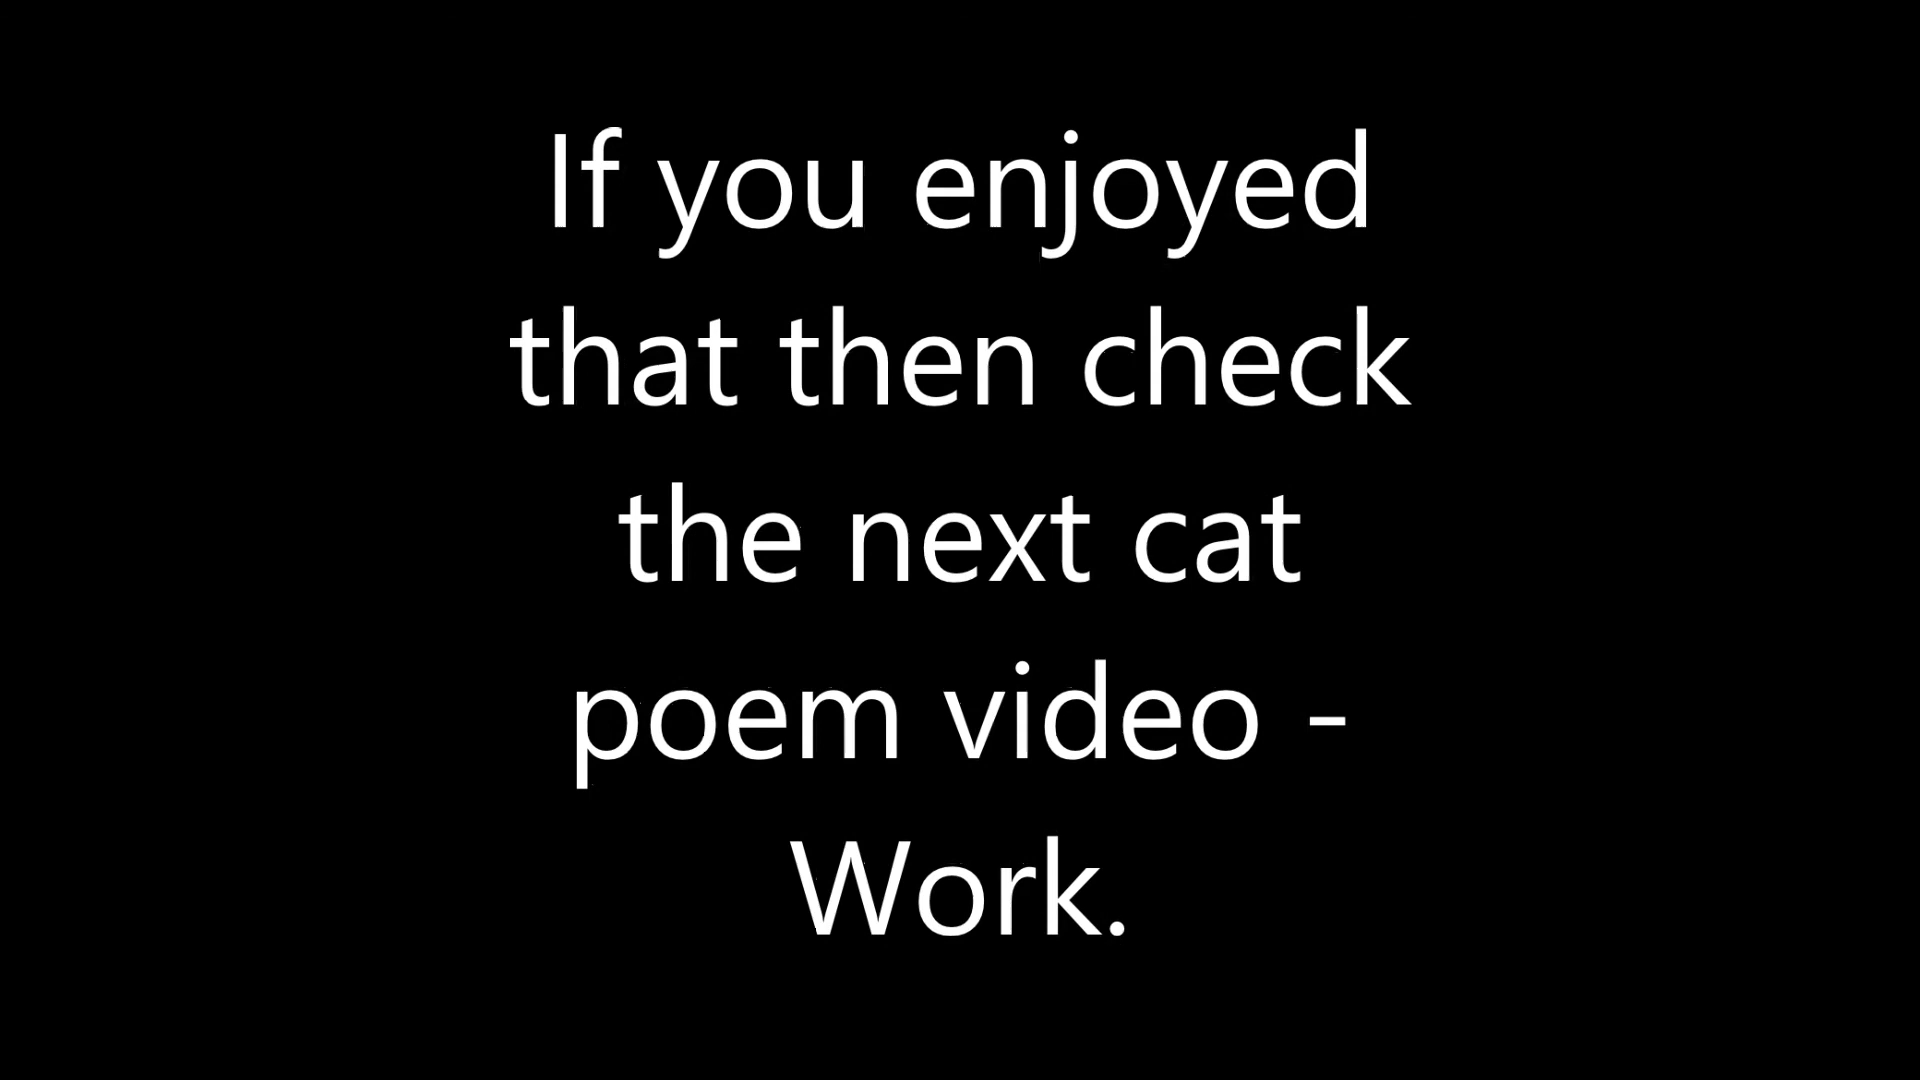 If you enjoyed
that then check
the next cat
poem video -
Work.